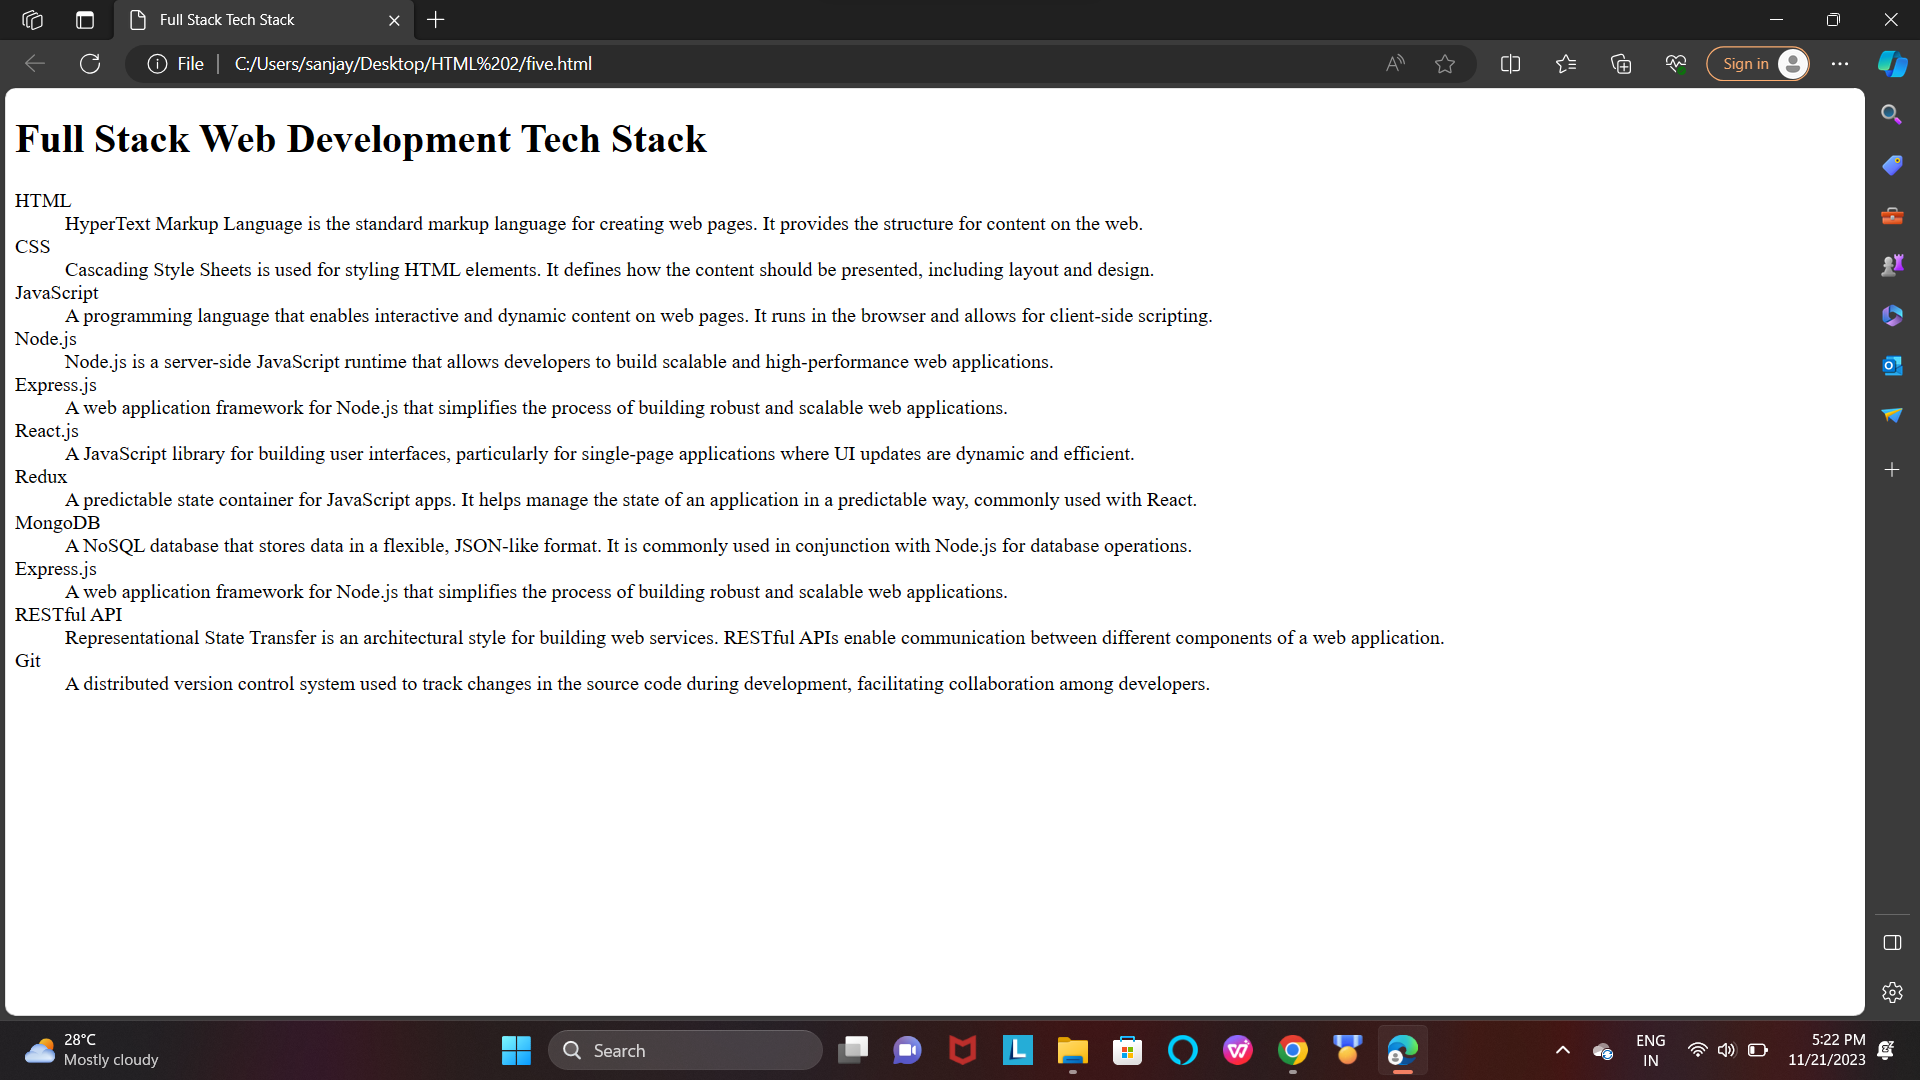 Full Stack Tech Stack
File
C:/Users/sanjay/Desktop/HTML%202/five.html
Sign in
Full Stack Web Development Tech Stack
HTML
HyperText Markup Language is the standard markup language for creating web pages. It provides the structure for content on the web.
CSS
Cascading Style Sheets is used for styling HTML elements. It defines how the content should be presented, including layout and design.
JavaScript
A programming language that enables interactive and dynamic content on web pages. It runs in the browser and allows for client-side scripting.
Node.js
Node.js is a server-side JavaScript runtime that allows developers to build scalable and high-performance web applications.
Express.js
A web application framework for Node.js that simplifies the process of building robust and scalable web applications.
React.js
A JavaScript library for building user interfaces, particularly for single-page applications where UI updates are dynamic and efficient.
Redux
A predictable state container for JavaScript apps. It helps manage the state of an application in a predictable way, commonly used with React.
MongoDB
A NoSQL database that stores data in a flexible, JSON-like format. It is commonly used in conjunction with Node.js for database operations.
Express.js
A web application framework for Node.js that simplifies the process of building robust and scalable web applications.
RESTful API
Representational State Transfer is an architectural style for building web services. RESTful APIs enable communication between different components of a web application.
Git
A distributed version control system used to track changes in the source code during development, facilitating collaboration among developers.
28°C
Mostly cloudy
Search
ENG
IN
5:22 PM
11/21/2023